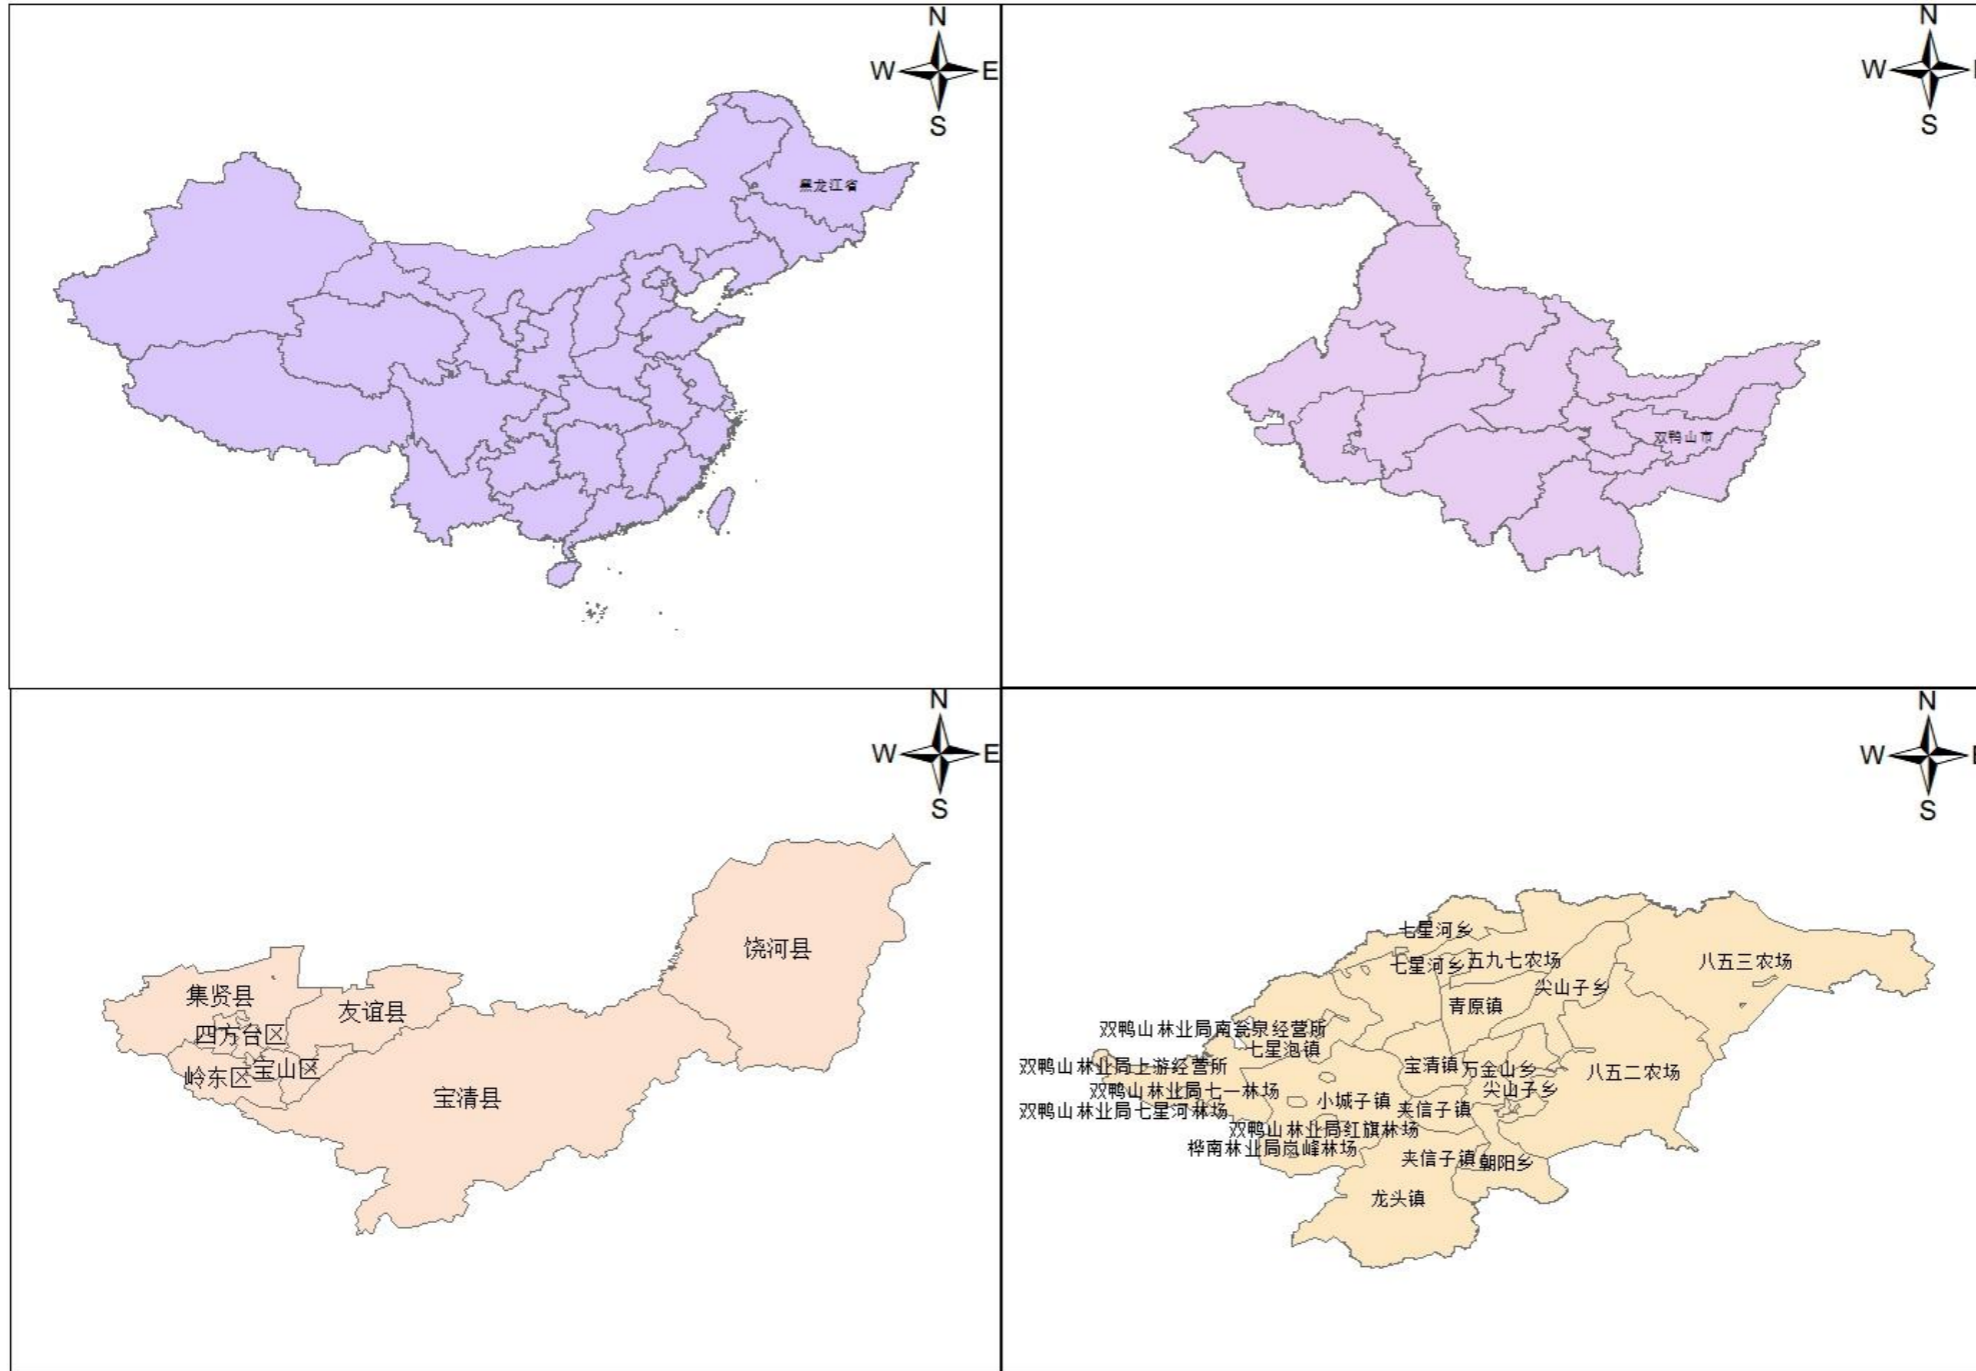 N
W E
S
黑龙江省
N
W E
S
双鸭山市
N
W E
S
饶河县
集贤县
友谊县
四方台区
宝山区
岭东区
宝清县
N
W E
S
七星河乡
七星河乡
五九七农场
八五三农场
尖山子乡
青原镇
双鸭山林业局南瓮泉经营所
七星泡镇
双鸭山林业局上游经营所
宝清镇
万金山乡
八五二农场
双鸭山林业局七一林场
尖山子乡
小城子镇
双鸭山林业局七星河林场
夹信子镇
双鸭山林业局红旗林场
桦南林业局岚峰林场
夹信子镇
朝阳乡
龙头镇